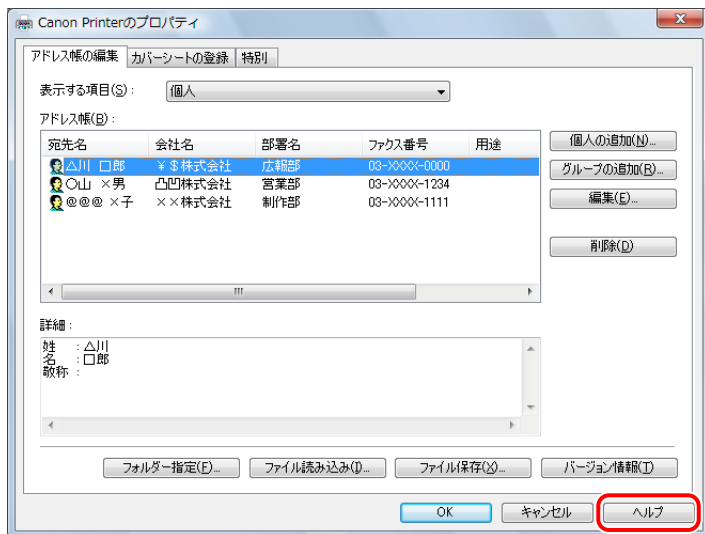 Canon Printerのプロパティ
アドレス帳の編集 カバーシートの登録 特別
表示する項目(S): 個人
アドレス帳(B):
宛先名 会社名 部署名 ファクス番号 用途
△川 口郎 ￥＄株式会社 広報部 03-XXXX-0000
〇山 ×男 凸凹株式会社 営業部 03-XXXX-1234
@@@ ×子 ××株式会社 制作部 03-XXXX-1111
個人の追加(N)...
グループの追加(R)...
編集(E)...
削除(D)
詳細:
姓 :△川
名 :口郎
敬称 :
フォルダー指定(F)... ファイル読み込み(I)... ファイル保存(X)... バージョン情報(T)
OK キャンセル ヘルプ